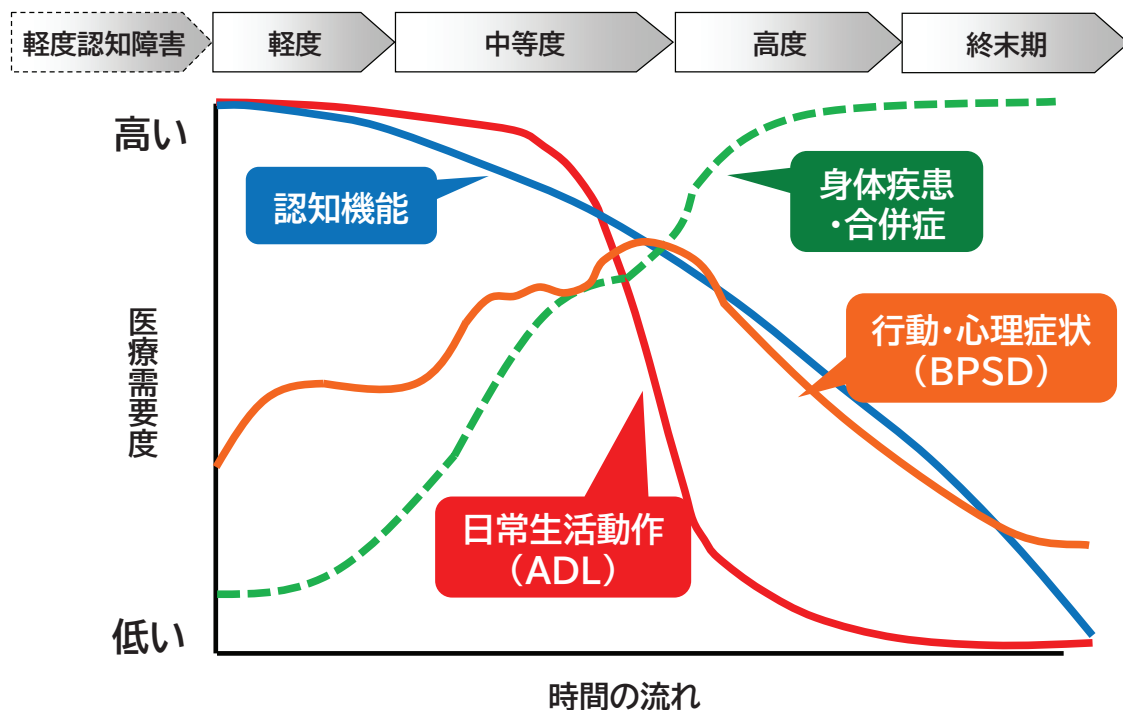 軽度認知障害
軽度
中等度
高度
終末期
高い
認知機能
身体疾患
・合併症
医療需要度
行動・心理症状
（BPSD）
日常生活動作
（ADL）
低い
時間の流れ